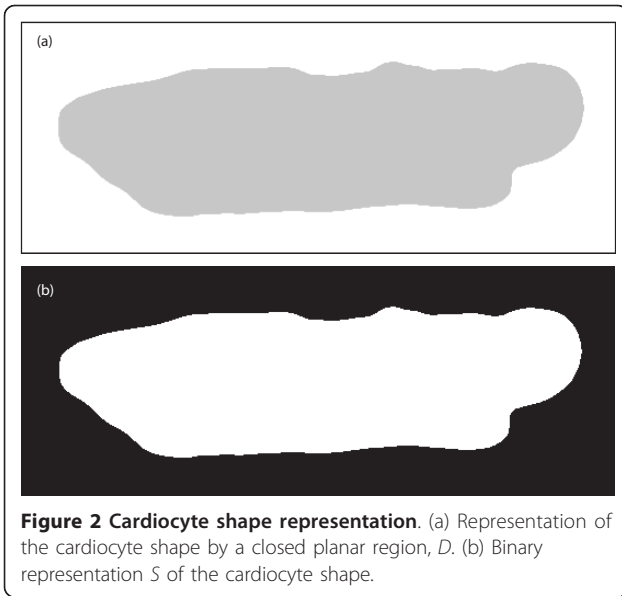 (a)
(b)
Figure 2 Cardiocyte shape representation. (a) Representation of
the cardiocyte shape by a closed planar region, D. (b) Binary
representation S of the cardiocyte shape.